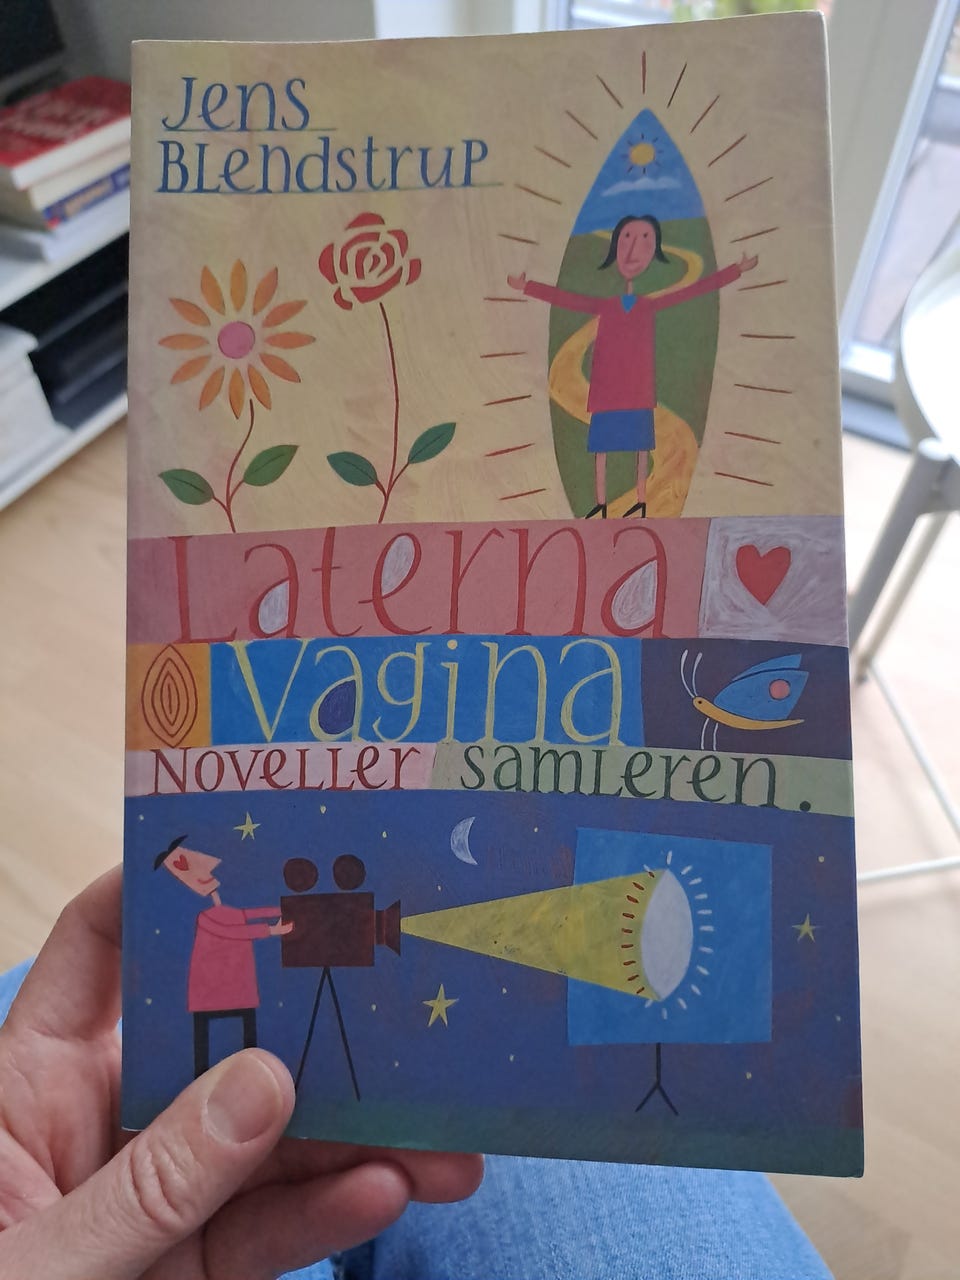 Jens
Blendstrup
Laterna
Vagina
Noveller samleren.